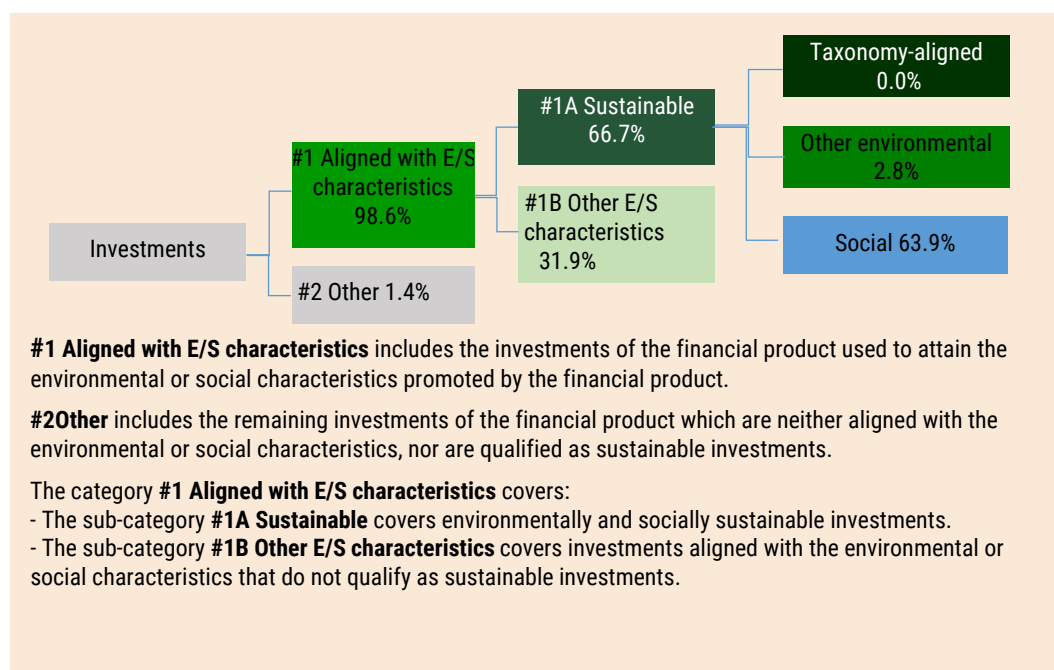 Taxonomy-aligned
0.0%
#1A Sustainable
66.7%
Other environmental
2.8%
#1 Aligned with E/S
characteristics
98.6%
#1B Other E/S
characteristics
31.9%
Social 63.9%
Investments
#2 Other 1.4%
#1 Aligned with E/S characteristics includes the investments of the financial product used to attain the
environmental or social characteristics promoted by the financial product.
#2Other includes the remaining investments of the financial product which are neither aligned with the
environmental or social characteristics, nor are qualified as sustainable investments.
The category #1 Aligned with E/S characteristics covers:
- The sub-category #1A Sustainable covers environmentally and socially sustainable investments.
- The sub-category #1B Other E/S characteristics covers investments aligned with the environmental or
social characteristics that do not qualify as sustainable investments.